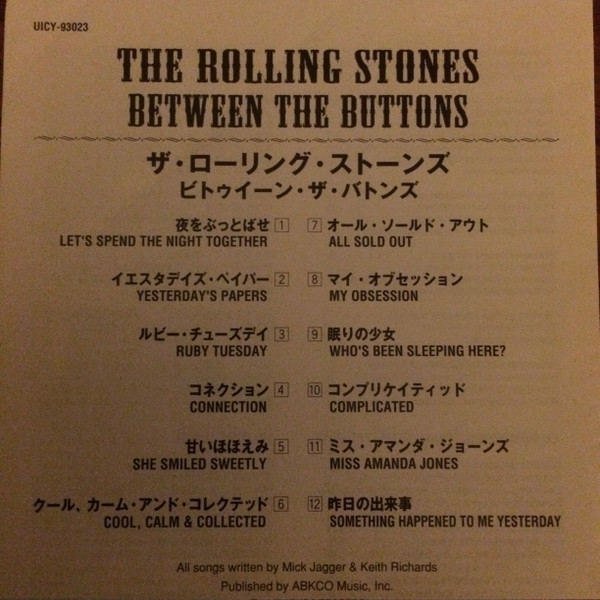 UICY-93023
THE ROLLING STONES
BETWEEN THE BUTTONS
ザ・ローリング・ストーンズ
ビトゥイーン・ザ・バトンズ
夜をぶっとばせ 1
LET'S SPEND THE NIGHT TOGETHER
イエスタデイズ・ペイパー 2
YESTERDAY'S PAPERS
ルビー・チューズデイ 3
RUBY TUESDAY
コネクション 4
CONNECTION
甘いほほえみ 5
SHE SMILED SWEETLY
クール、カーム・アンド・コレクテッド 6
COOL, CALM & COLLECTED
7 オール・ソールド・アウト
ALL SOLD OUT
8 マイ・オブセッション
MY OBSESSION
9 眠りの少女
WHO'S BEEN SLEEPING HERE?
10 コンプリケイティッド
COMPLICATED
11 ミス・アマンダ・ジョーンズ
MISS AMANDA JONES
12 昨日の出来事
SOMETHING HAPPENED TO ME YESTERDAY
All songs written by Mick Jagger & Keith Richards
Published by ABKCO Music, Inc.